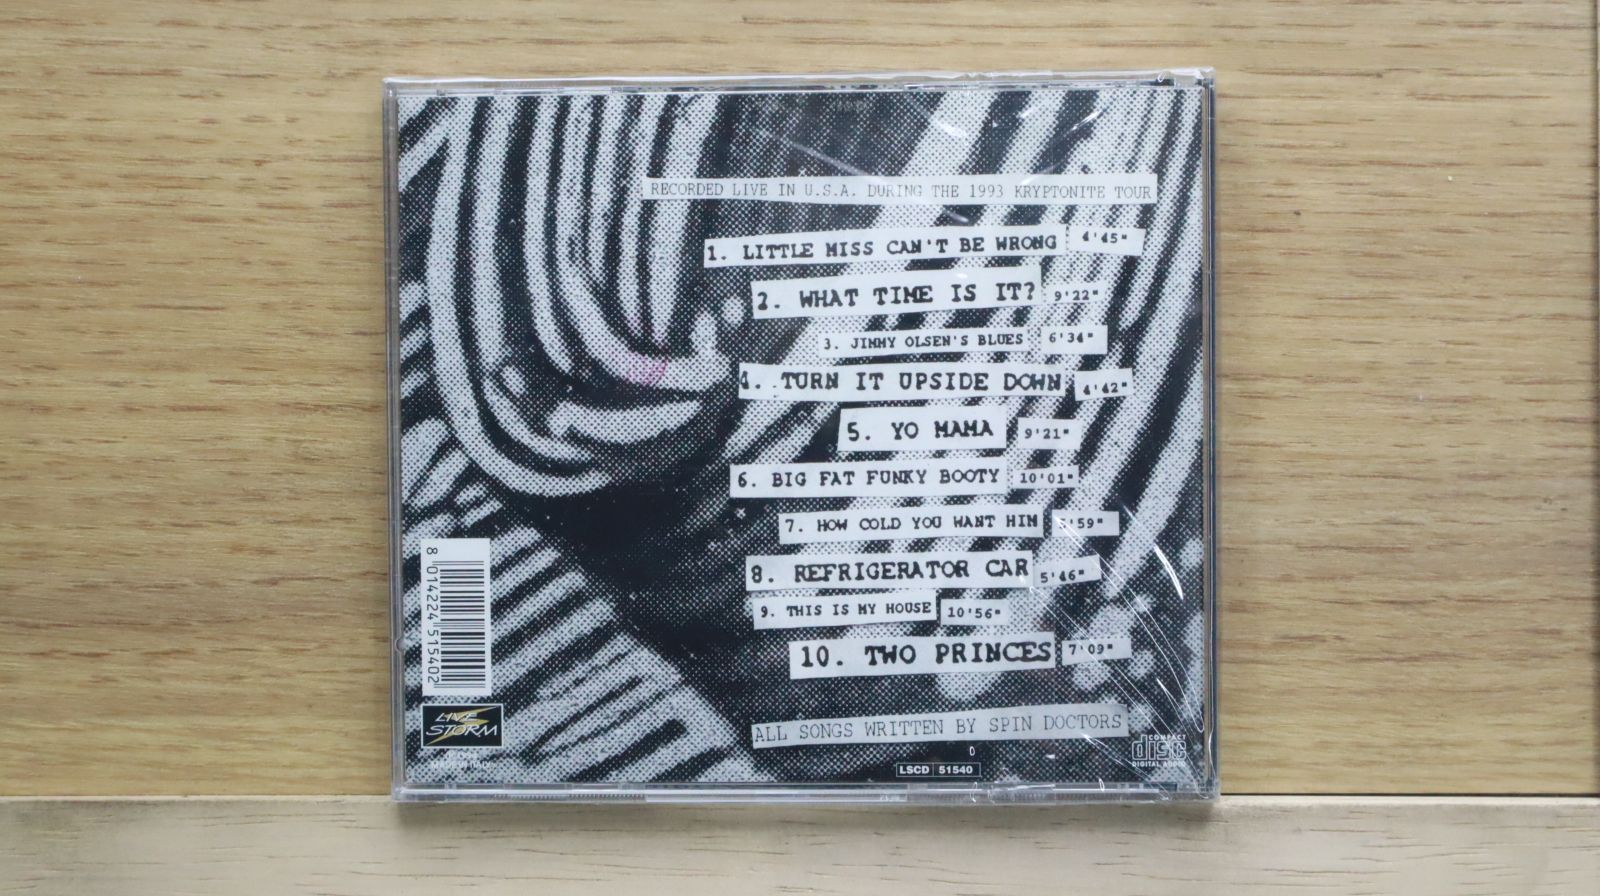 RECORDED LIVE IN U.S.A. DURING THE 1993 KRYPTONITE TOUR
1. LITTLE MISS CAN'T BE WRONG 4'45"
2. WHAT TIME IS IT? 9'22"
3. JIMMY OLSEN'S BLUES 6'34"
4. TURN IT UPSIDE DOWN 4'42"
5. YO MAMA 9'21"
6. BIG FAT FUNKY BOOTY 10'01"
7. HOW COLD YOU WANT HIM
8. REFRIGERATOR CAR 5'46"
9. THIS IS MY HOUSE 10'56"
10. TWO PRINCES 7'09"
ALL SONGS WRITTEN BY SPIN DOCTORS
8 014224 515402
LIVE
STORM
MADE IN ITALY
LSCD 51540
COMPACT
disc
DIGITAL AUDIO